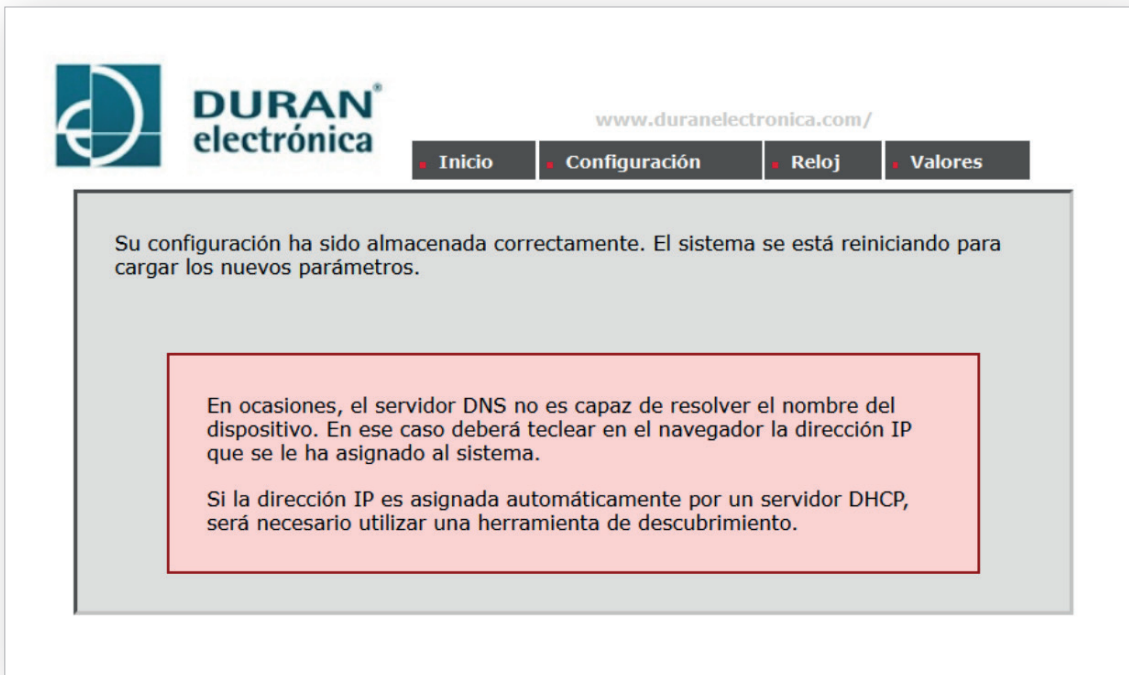 DURAN®
electrónica
www.duranelectronica.com/
Inicio Configuración Reloj Valores
Su configuración ha sido almacenada correctamente. El sistema se está reiniciando para
cargar los nuevos parámetros.
En ocasiones, el servidor DNS no es capaz de resolver el nombre del
dispositivo. En ese caso deberá teclear en el navegador la dirección IP
que se le ha asignado al sistema.
Si la dirección IP es asignada automáticamente por un servidor DHCP,
será necesario utilizar una herramienta de descubrimiento.